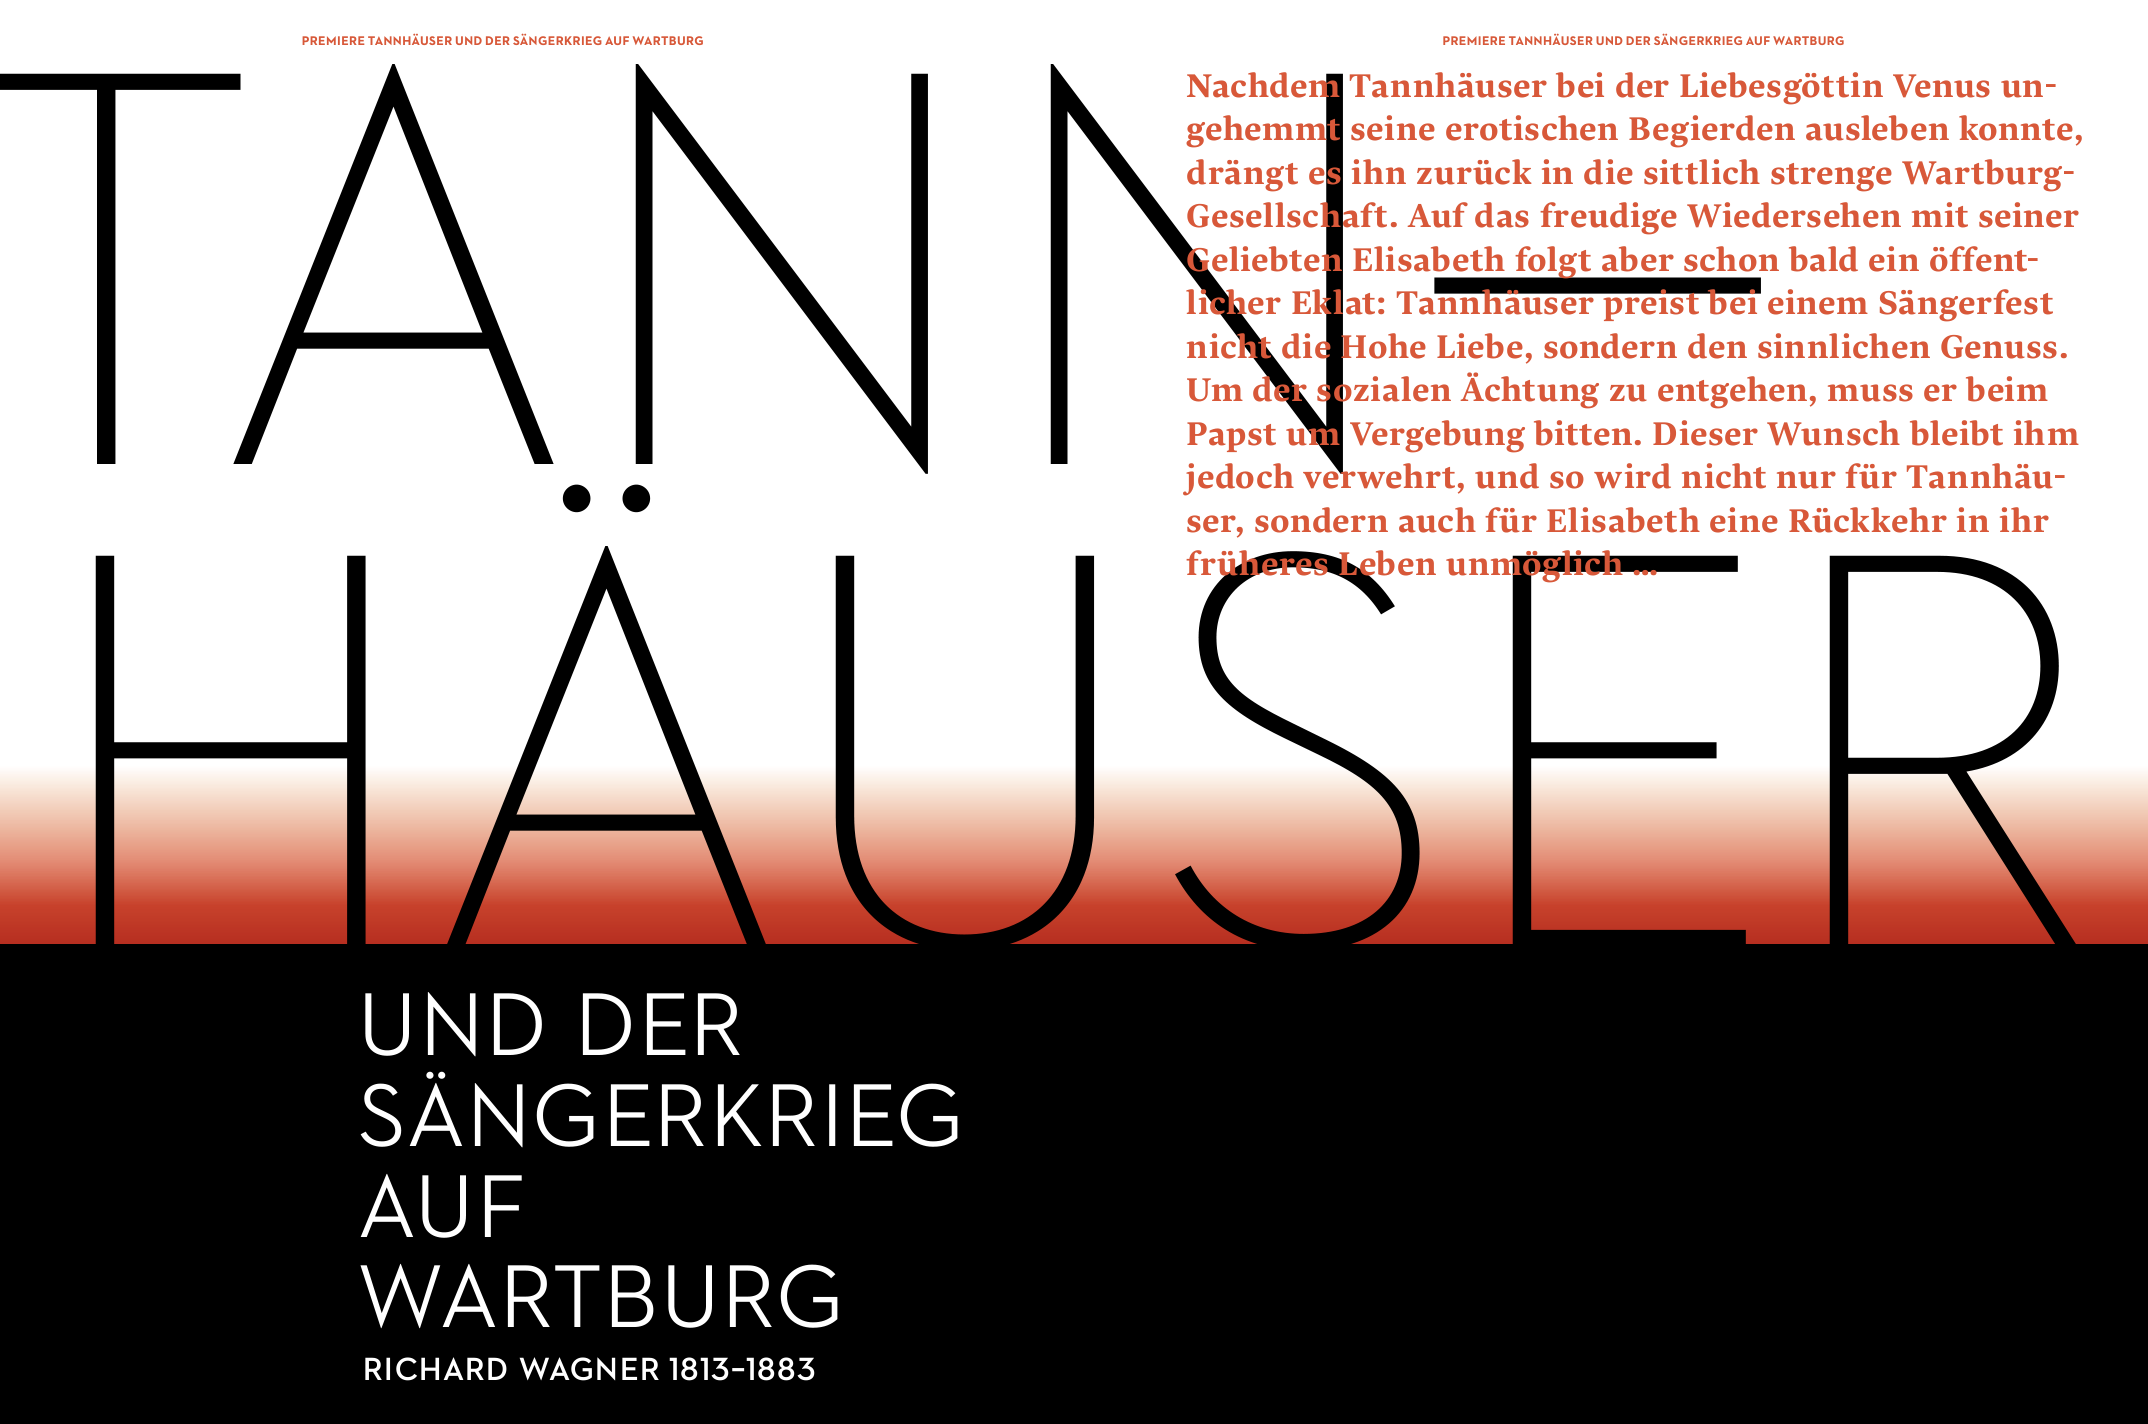 PREMIERE TANNHÄUSER UND DER SÄNGERKRIEG AUF WARTBURG
PREMIERE TANNHÄUSER UND DER SÄNGERKRIEG AUF WARTBURG
TANN-
HÄUSER
Nachdem Tannhäuser bei der Liebesgöttin Venus un-
gehemmt seine erotischen Begierden ausleben konnte,
drängt es ihn zurück in die sittlich strenge Wartburg-
Gesellschaft. Auf das freudige Wiedersehen mit seiner
Geliebten Elisabeth folgt aber schon bald ein öffent-
licher Eklat: Tannhäuser preist bei einem Sängerfest
nicht die Hohe Liebe, sondern den sinnlichen Genuss.
Um der sozialen Ächtung zu entgehen, muss er beim
Papst um Vergebung bitten. Dieser Wunsch bleibt ihm
jedoch verwehrt, und so wird nicht nur für Tannhäu-
ser, sondern auch für Elisabeth eine Rückkehr in ihr
früheres Leben unmöglich ...
UND DER
SÄNGERKRIEG
AUF
WARTBURG
RICHARD WAGNER 1813–1883